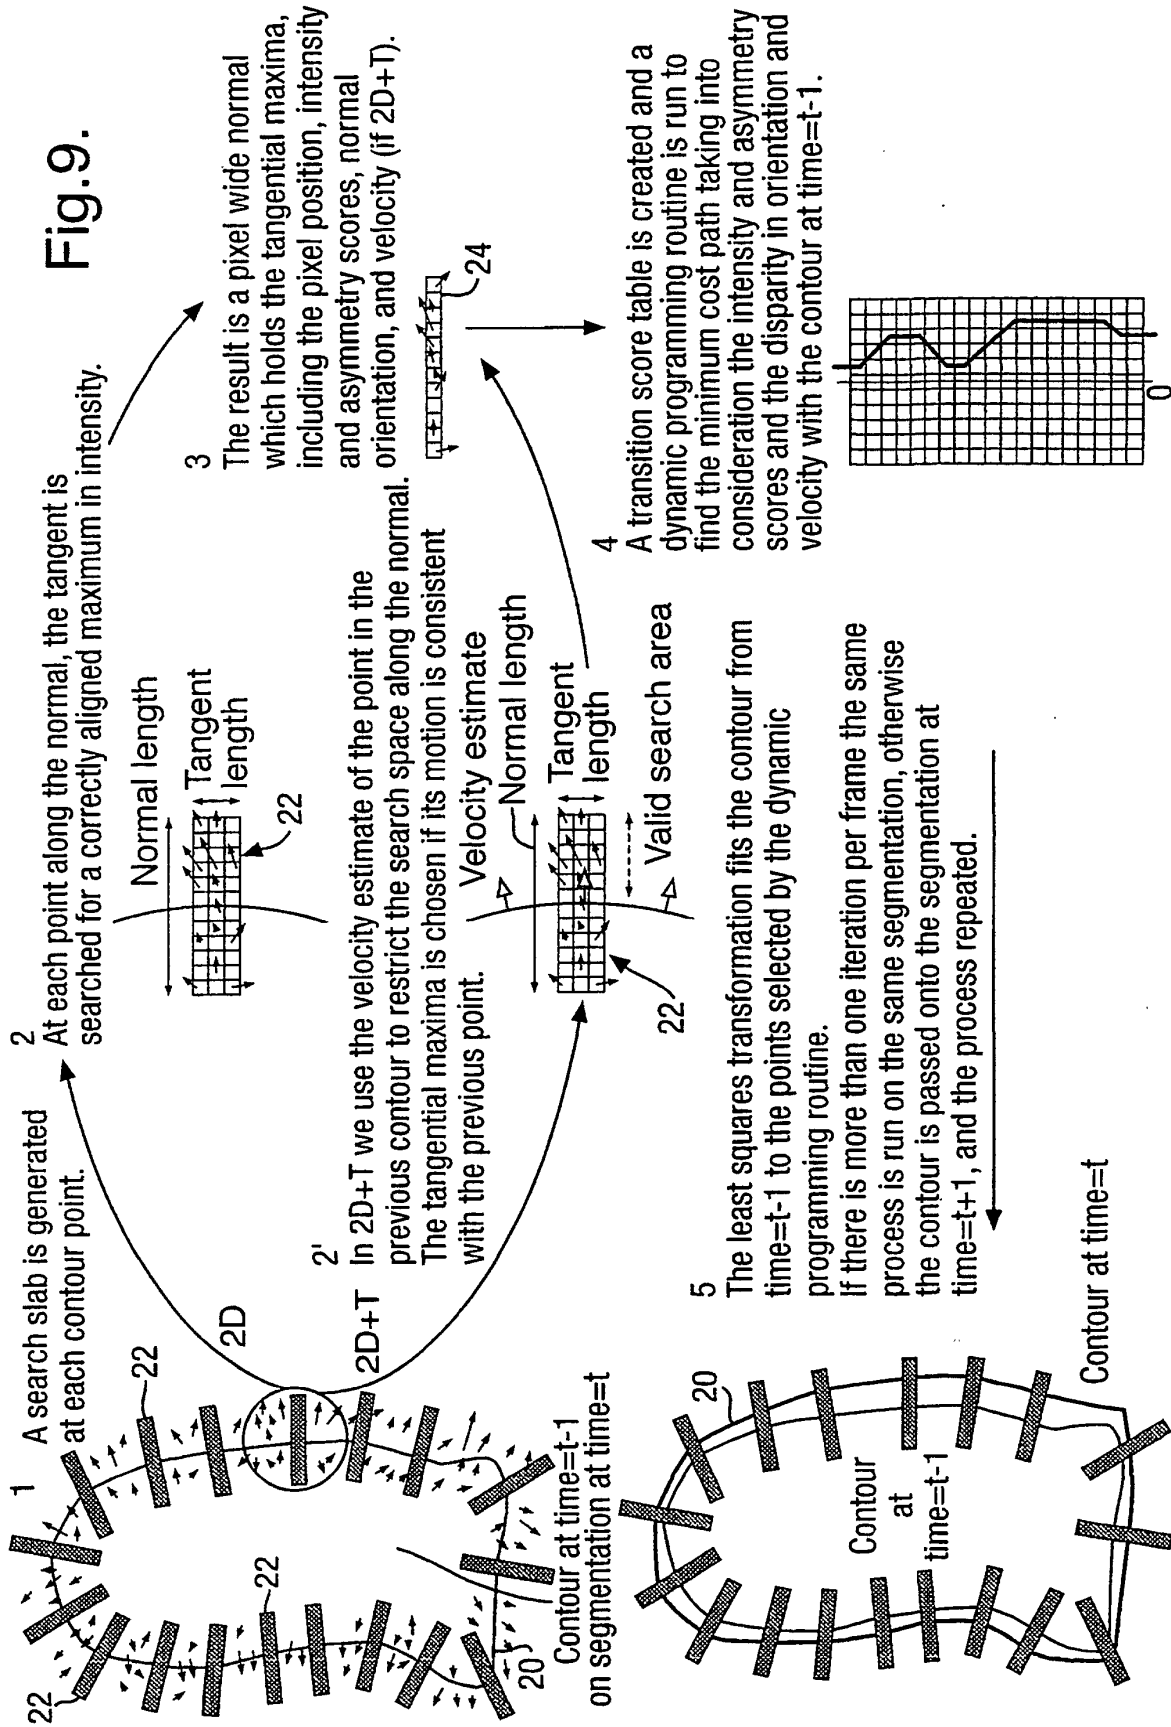 Fig.9.
1
A search slab is generated
at each contour point.
22
22
22
20
2D
2D+T
Contour at time=t-1
on segmentation at time=t
2
At each point along the normal, the tangent is
searched for a correctly aligned maximum in intensity.
Normal length
Tangent
length
22
2'
In 2D+T we use the velocity estimate of the point in the
previous contour to restrict the search space along the normal.
The tangential maxima is chosen if its motion is consistent
with the previous point.
Velocity estimate
Normal length
Tangent
length
Valid search area
22
3
The result is a pixel wide normal
which holds the tangential maxima,
including the pixel position, intensity
and asymmetry scores, normal
orientation, and velocity (if 2D+T).
24
4
A transition score table is created and a
dynamic programming routine is run to
find the minimum cost path taking into
consideration the intensity and asymmetry
scores and the disparity in orientation and
velocity with the contour at time=t-1.
0
5
The least squares transformation fits the contour from
time=t-1 to the points selected by the dynamic
programming routine.
If there is more than one iteration per frame the same
process is run on the same segmentation, otherwise
the contour is passed onto the segmentation at
time=t+1, and the process repeated.
20
Contour
at
time=t-1
Contour at time=t